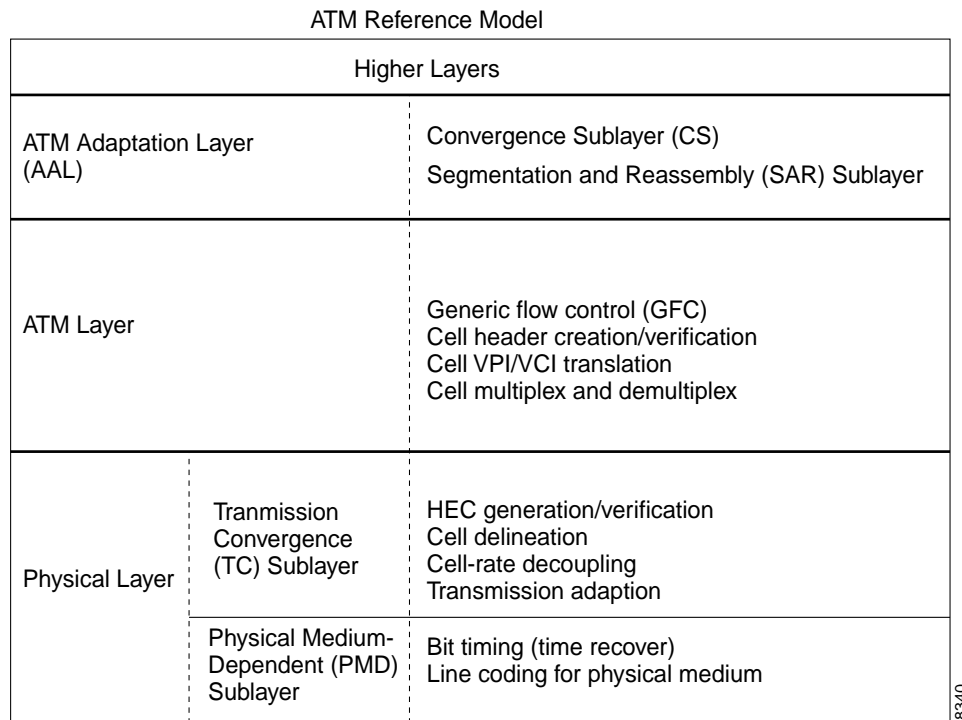 ATM Reference Model
Higher Layers
ATM Adaptation Layer
(AAL)
Convergence Sublayer (CS)
Segmentation and Reassembly (SAR) Sublayer
ATM Layer
Generic flow control (GFC)
Cell header creation/verification
Cell VPI/VCI translation
Cell multiplex and demultiplex
Physical Layer
Tranmission
Convergence
(TC) Sublayer
HEC generation/verification
Cell delineation
Cell-rate decoupling
Transmission adaption
Physical Medium-
Dependent (PMD)
Sublayer
Bit timing (time recover)
Line coding for physical medium
8340